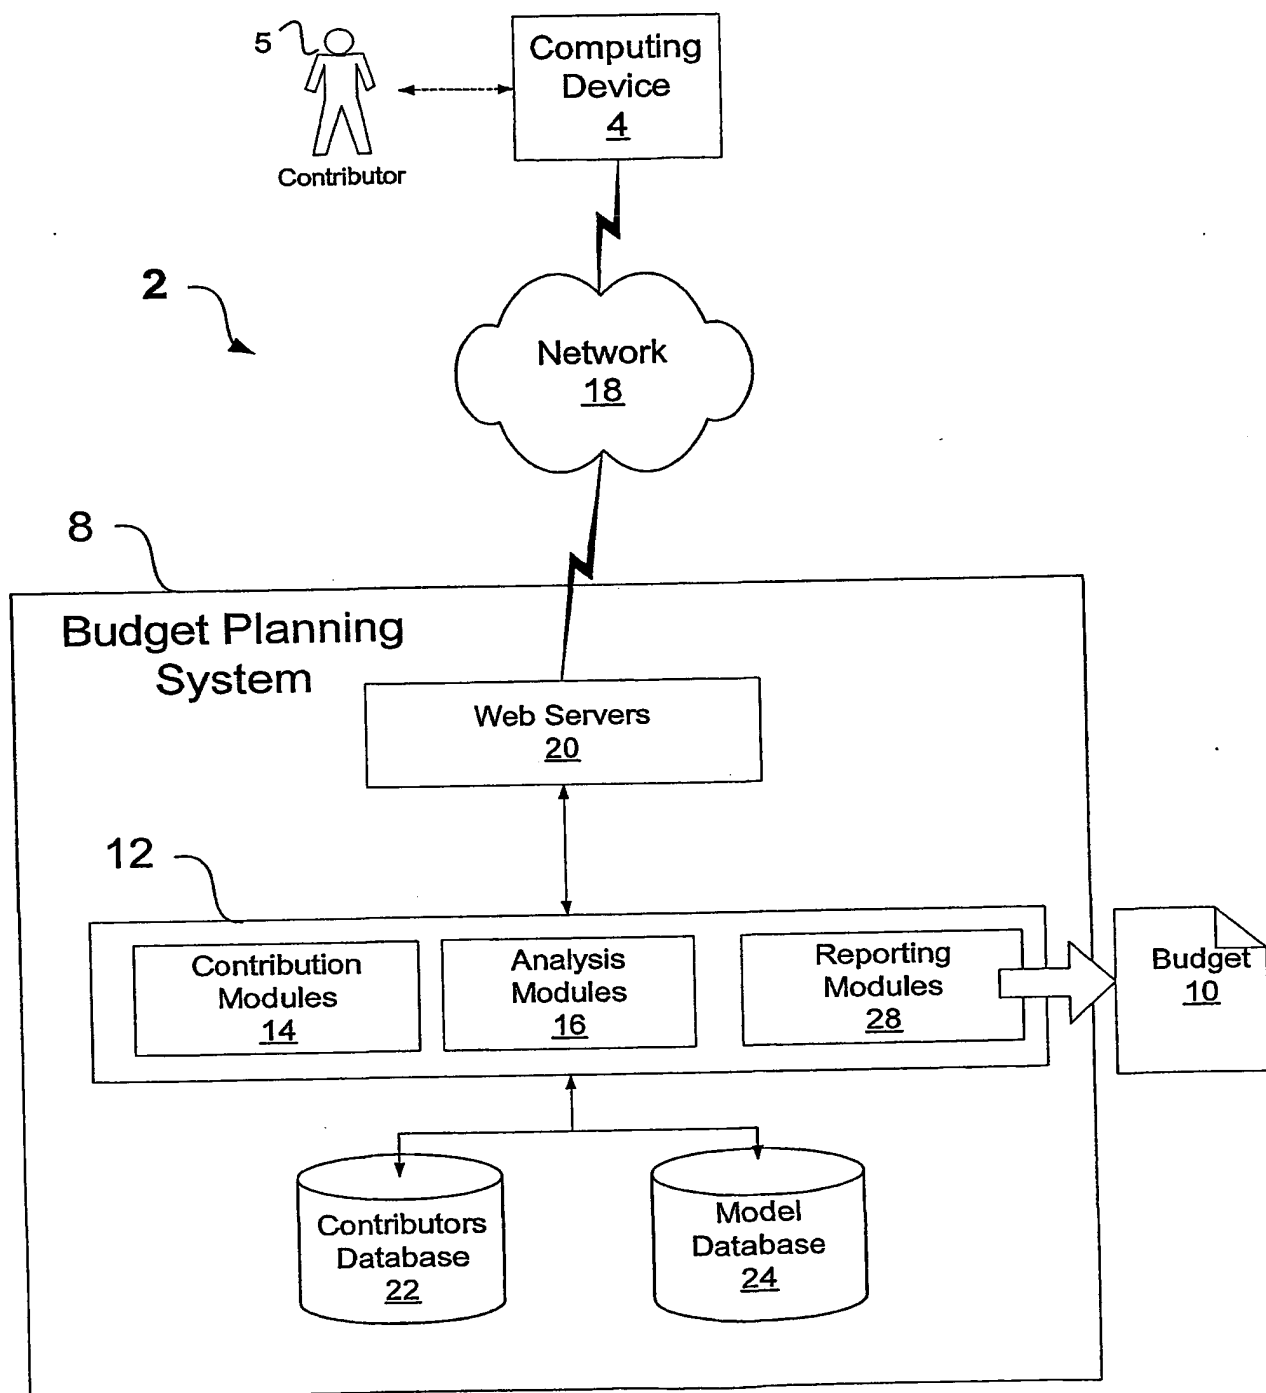 5
Contributor
Computing
Device
4
2
Network
18
8
Budget Planning
System
Web Servers
20
12
Contribution
Modules
14
Analysis
Modules
16
Reporting
Modules
28
Budget
10
Contributors
Database
22
Model
Database
24